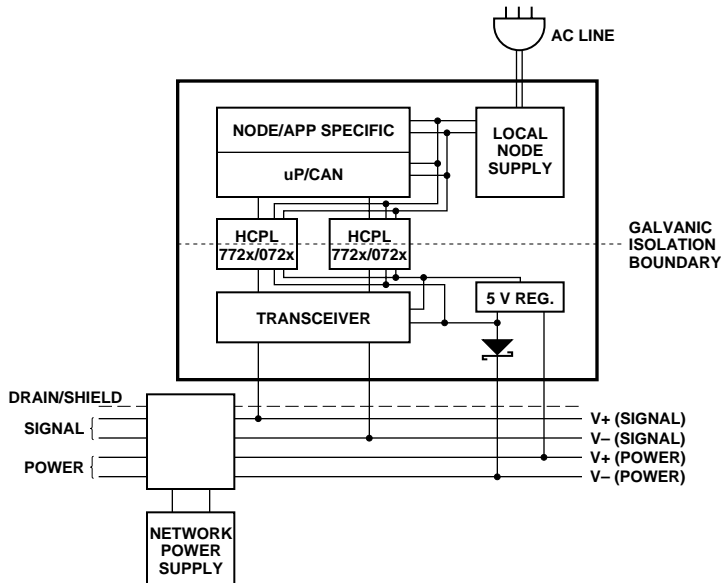 AC LINE
NODE/APP SPECIFIC
uP/CAN
LOCAL
NODE
SUPPLY
HCPL
772x/072x
HCPL
772x/072x
GALVANIC
ISOLATION
BOUNDARY
5 V REG.
TRANSCEIVER
DRAIN/SHIELD
SIGNAL
POWER
V+ (SIGNAL)
V– (SIGNAL)
V+ (POWER)
V– (POWER)
NETWORK
POWER
SUPPLY